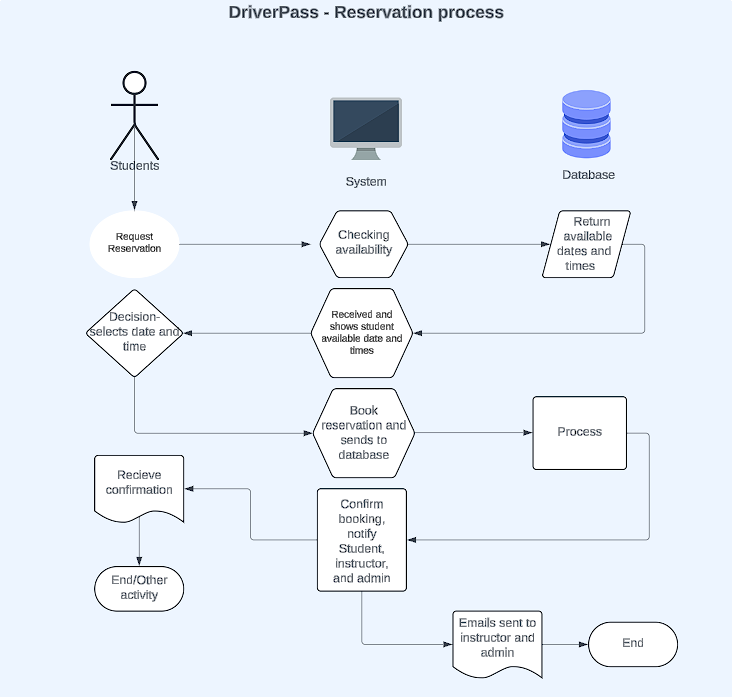 DriverPass - Reservation process
Students
System
Database
Request
Reservation
Checking
availability
Return
available
dates and
times
Decision-
selects date and
time
Received and
shows student
available date and
times
Book
reservation and
sends to
database
Process
Recieve
confirmation
Confirm
booking,
notify
Student,
instructor,
and admin
End/Other
activity
Emails sent to
instructor and
admin
End